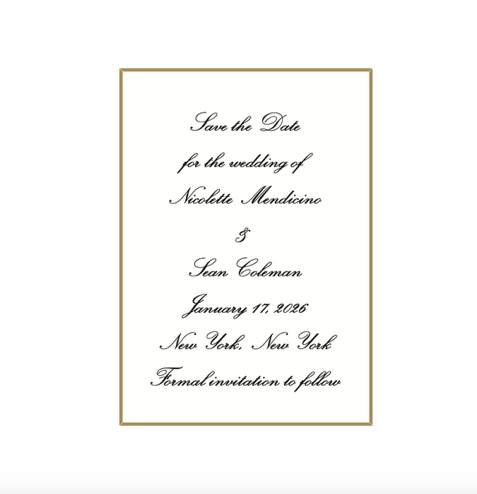 Save the Date
for the wedding of
Nicolette Mendicino
&
Sean Coleman
January 17, 2026
New York, New York
Formal invitation to follow